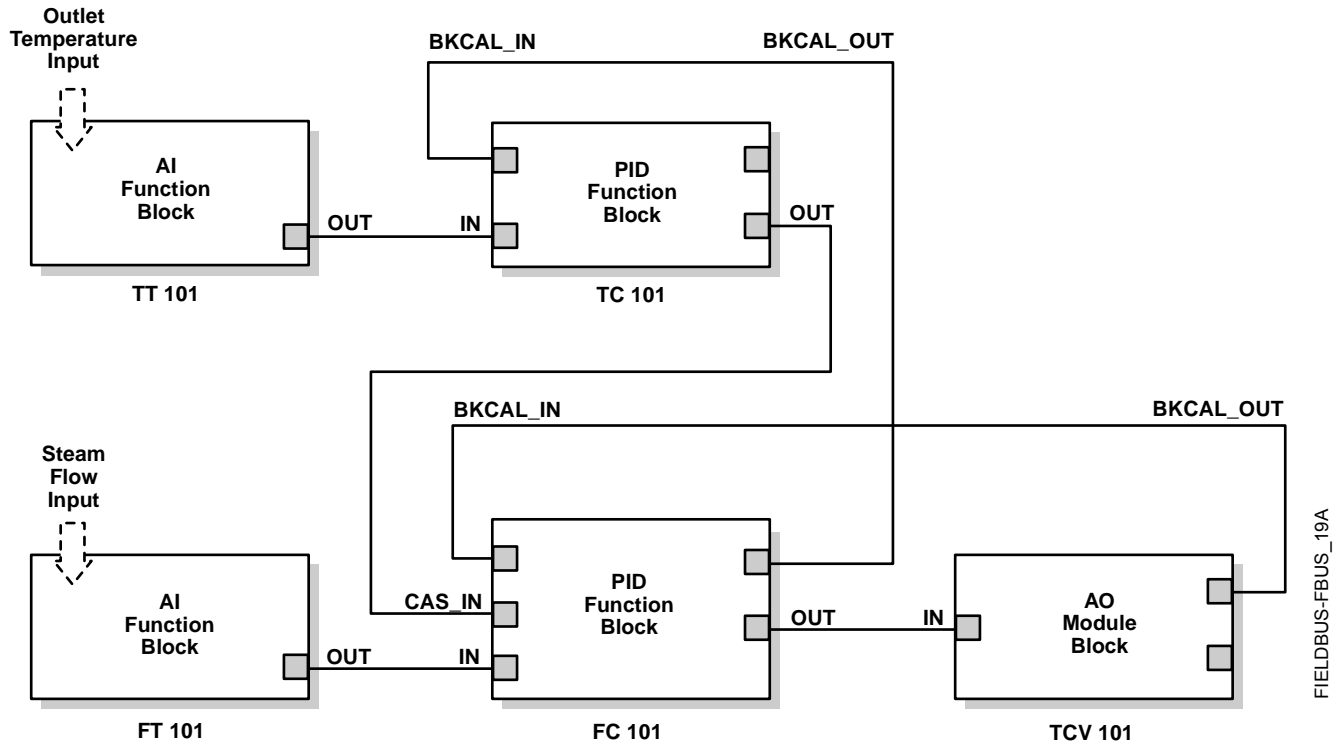 Outlet
Temperature
Input
BKCAL_IN
BKCAL_OUT
AI
Function
Block
OUT
IN
PID
Function
Block
OUT
TT 101
TC 101
BKCAL_IN
BKCAL_OUT
Steam
Flow
Input
AI
Function
Block
OUT
CAS_IN
IN
PID
Function
Block
OUT
IN
AO
Module
Block
FT 101
FC 101
TCV 101
FIELDBUS-FBUS_19A